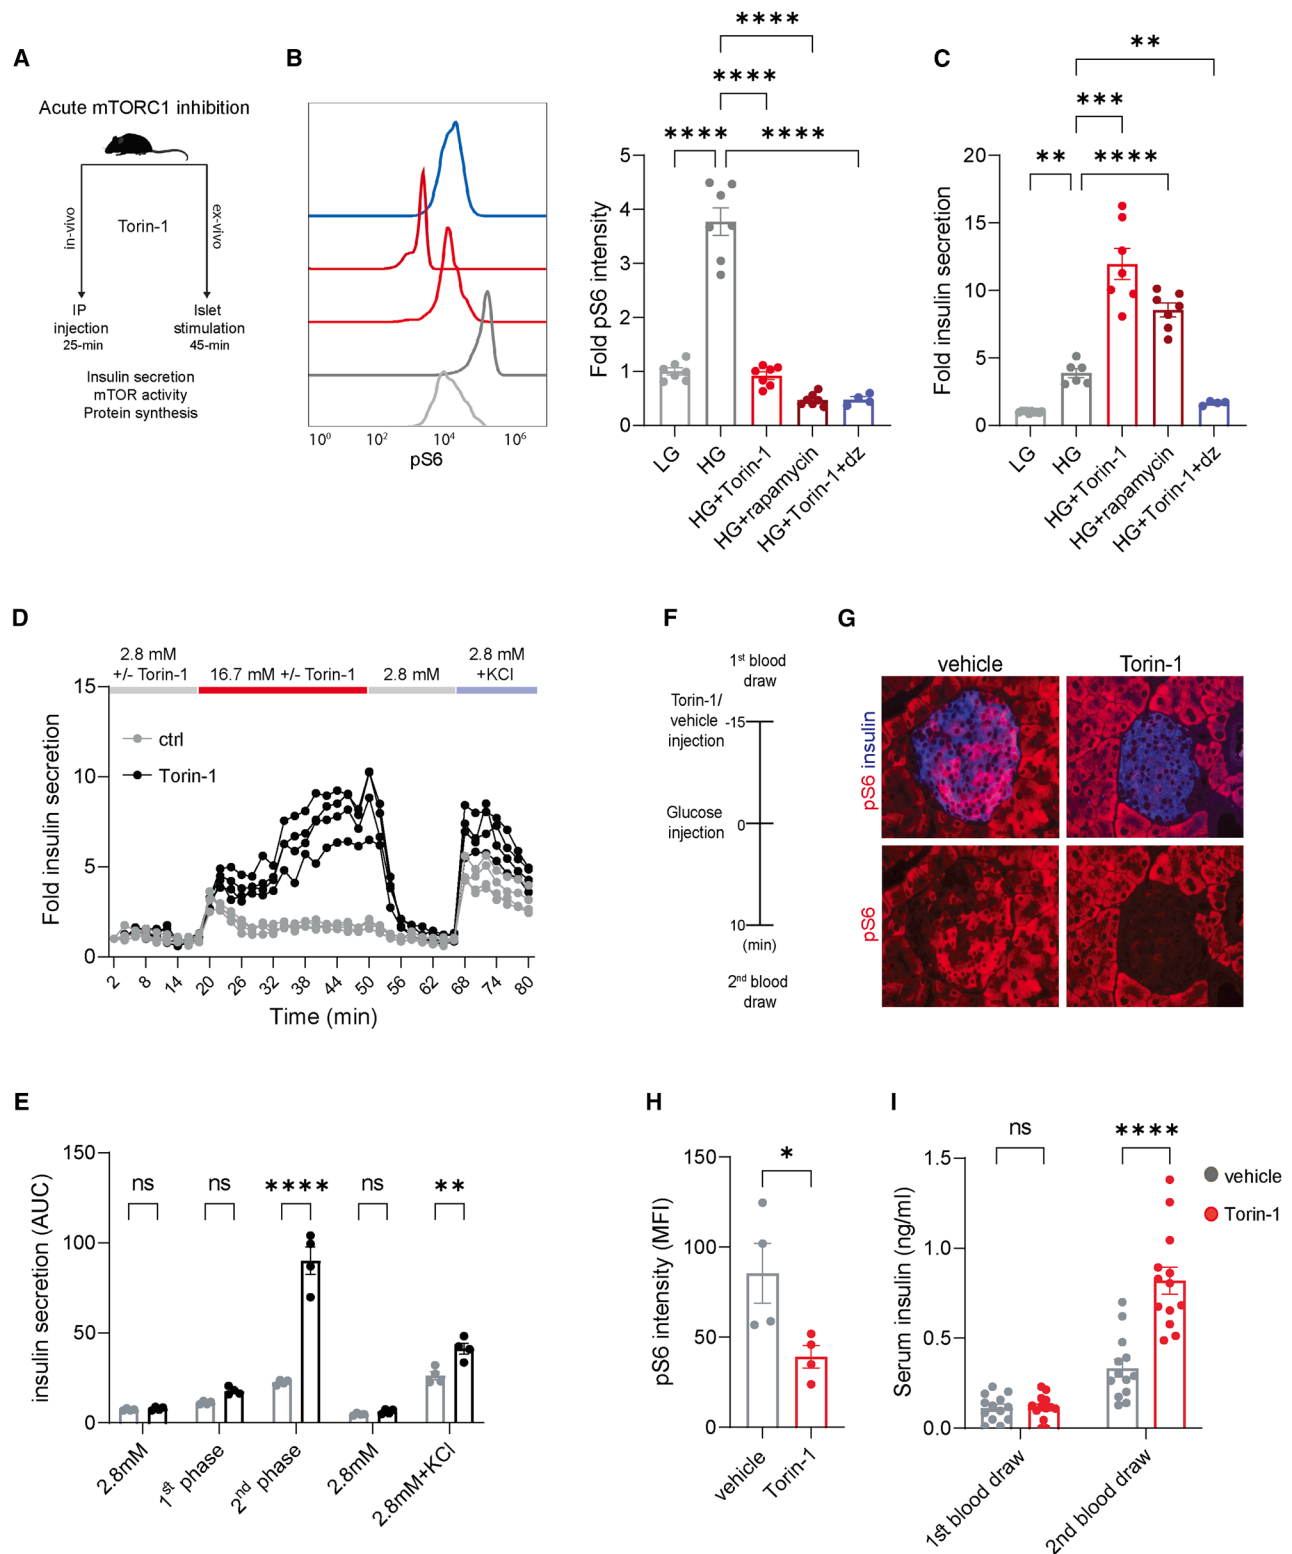 A
Acute mTORC1 inhibition
in-vivo
Torin-1
ex-vivo
IP
injection
25-min
Islet
stimulation
45-min
Insulin secretion
mTOR activity
Protein synthesis
B
10⁰ 10² 10⁴ 10⁶
pS6
****
****
**** ****
Fold pS6 intensity
5
4
3
2
1
0
LG
HG
HG+Torin-1
HG+rapamycin
HG+Torin-1+dz
C
**
***
** ****
Fold insulin secretion
20
15
10
5
0
LG
HG
HG+Torin-1
HG+rapamycin
HG+Torin-1+dz
D
2.8 mM
+/- Torin-1
16.7 mM +/- Torin-1
2.8 mM
2.8 mM
+KCl
Fold insulin secretion
15
10
5
0
ctrl
Torin-1
2 8 14 20 26 32 38 44 50 56 62 68 74 80
Time (min)
F
1st blood
draw
Torin-1/
vehicle
injection
-15
Glucose
injection
0
10
(min)
2nd blood
draw
G
vehicle Torin-1
pS6 insulin
pS6
E
insulin secretion (AUC)
150
100
50
0
ns ns **** ns **
2.8mM
1st phase
2nd phase
2.8mM
2.8mM+KCl
H
pS6 intensity (MFI)
150
100
50
0
*
vehicle
Torin-1
I
Serum insulin (ng/ml)
1.5
1.0
0.5
0.0
ns ****
vehicle
Torin-1
1st blood draw
2nd blood draw